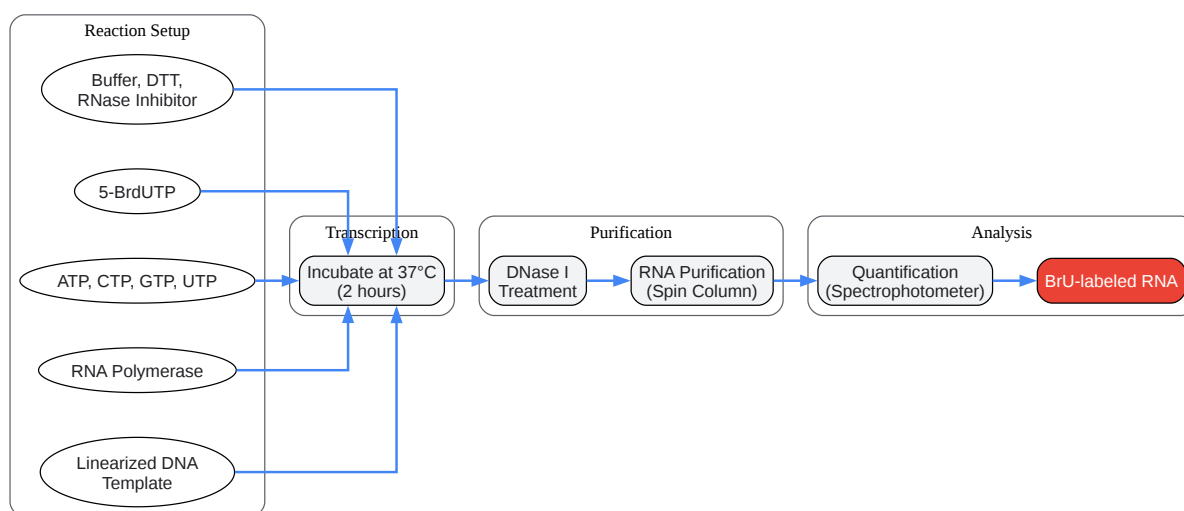 Reaction Setup
Buffer, DTT,
RNase Inhibitor
5-BrdUTP
ATP, CTP, GTP, UTP
RNA Polymerase
Linearized DNA
Template
Transcription
Incubate at 37°C
(2 hours)
Purification
DNase I
Treatment
RNA Purification
(Spin Column)
Analysis
Quantification
(Spectrophotometer)
BrU-labeled RNA